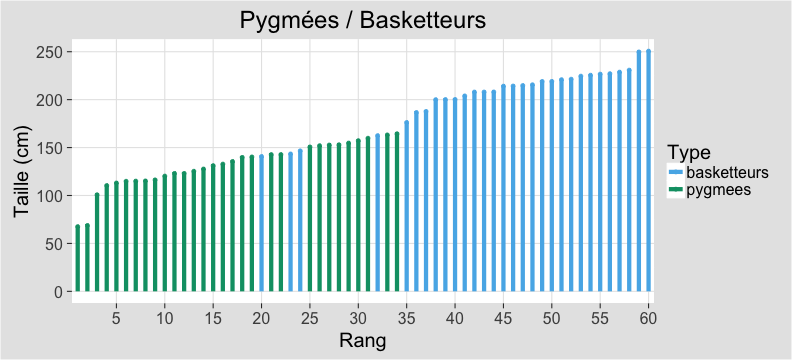 Pygmées / Basketteurs
Taille (cm)
250
200
150
100
50
0
5 10 15 20 25 30 35 40 45 50 55 60
Rang
Type
basketteurs
pygmees